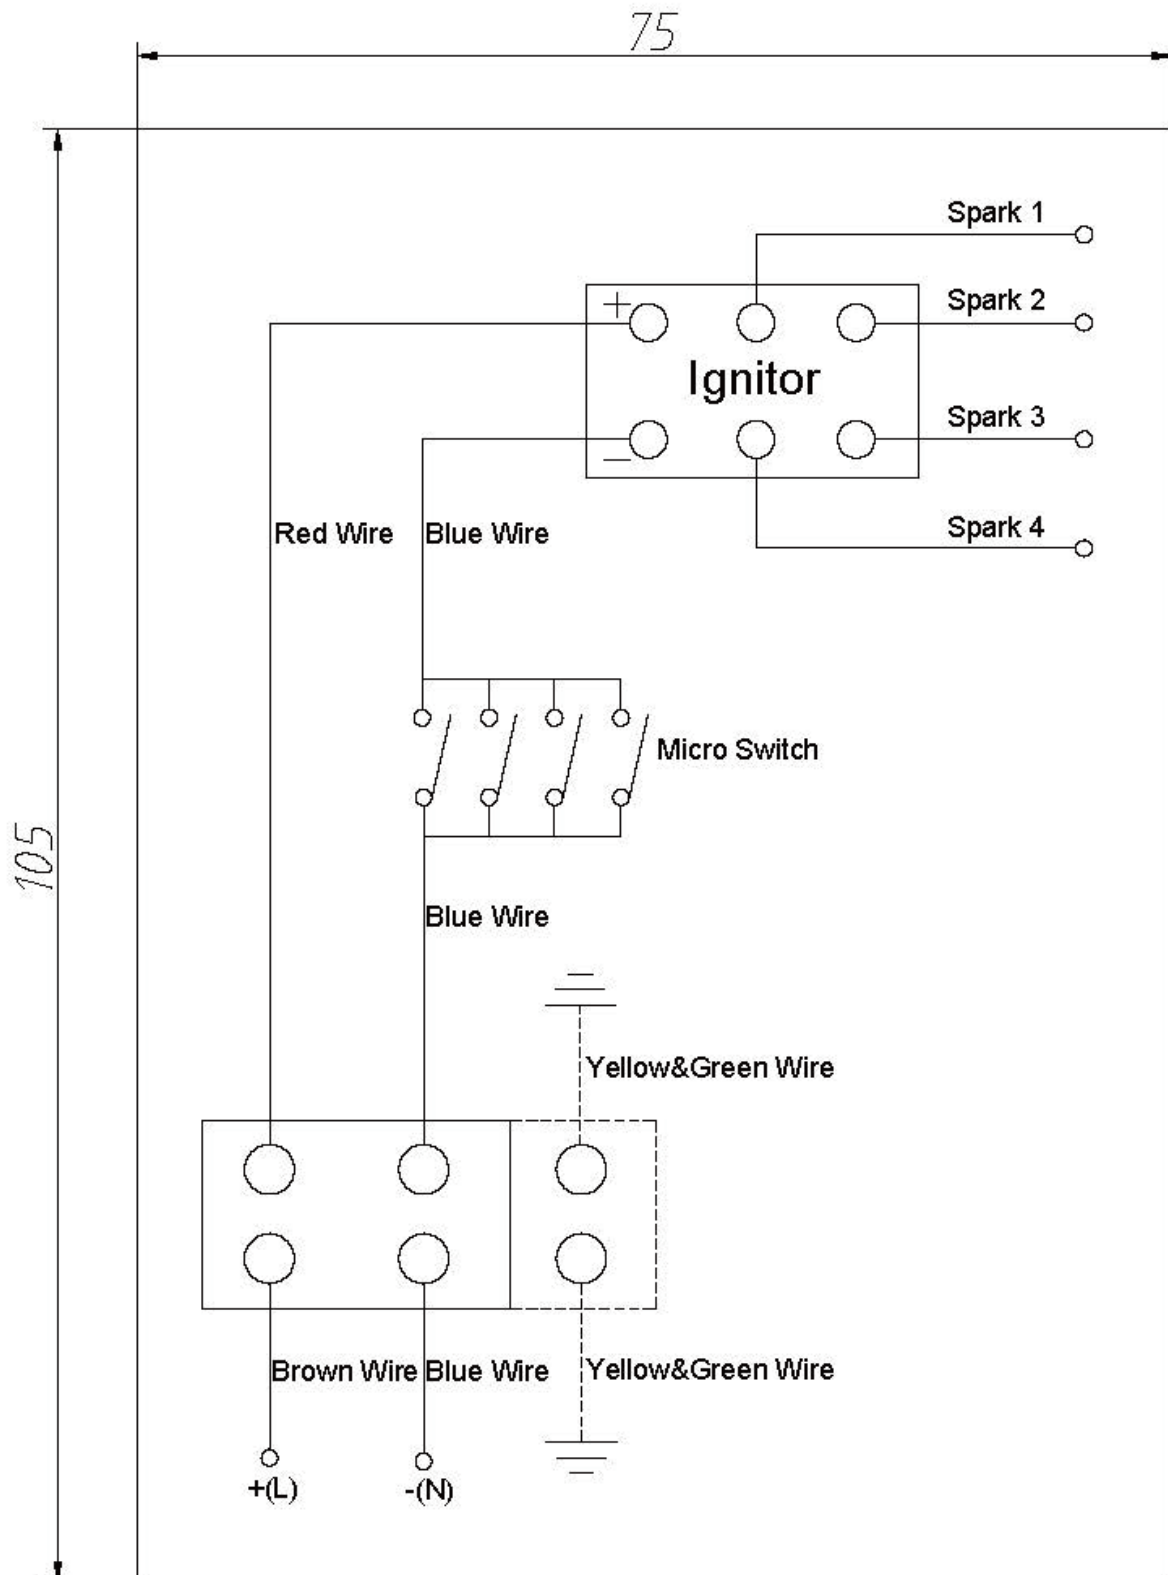 75
Spark 1
+
Spark 2
Ignitor
Spark 3
−
Red Wire
Blue Wire
Spark 4
Micro Switch
105
Blue Wire
Yellow&Green Wire
Brown Wire
Blue Wire
Yellow&Green Wire
+(L)
-(N)